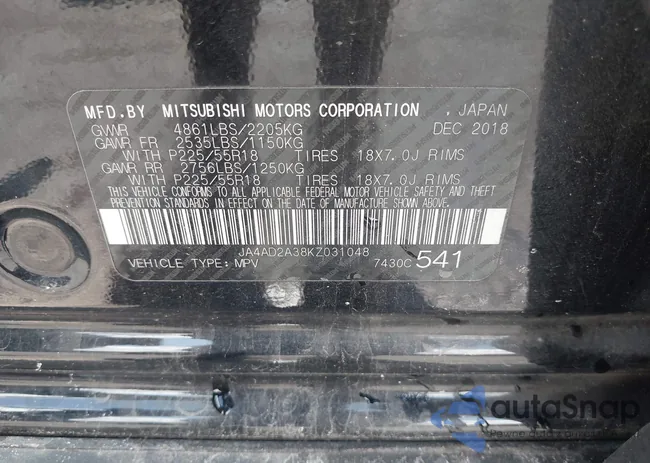 MFD.BY MITSUBISHI MOTORS CORPORATION , JAPAN
GWWR 4861LBS/2205KG DEC 2018
GAWR FR 2535LBS/1150KG
WITH P225/55R18 TIRES 18X7.0J RIMS
GAWR RR 2756LBS/1250KG
WITH P225/55R18 TIRES 18X7.0J RIMS
THIS VEHICLE CONFORMS TO ALL APPLICABLE FEDERAL MOTOR VEHICLE SAFETY AND THEFT
PREVENTION STANDARDS IN EFFECT ON THE DATE OF MANUFACTURE SHOWN ABOVE.
JA4AD2A38KZ031048
VEHICLE TYPE: MPV 7430C 541
autoSnap